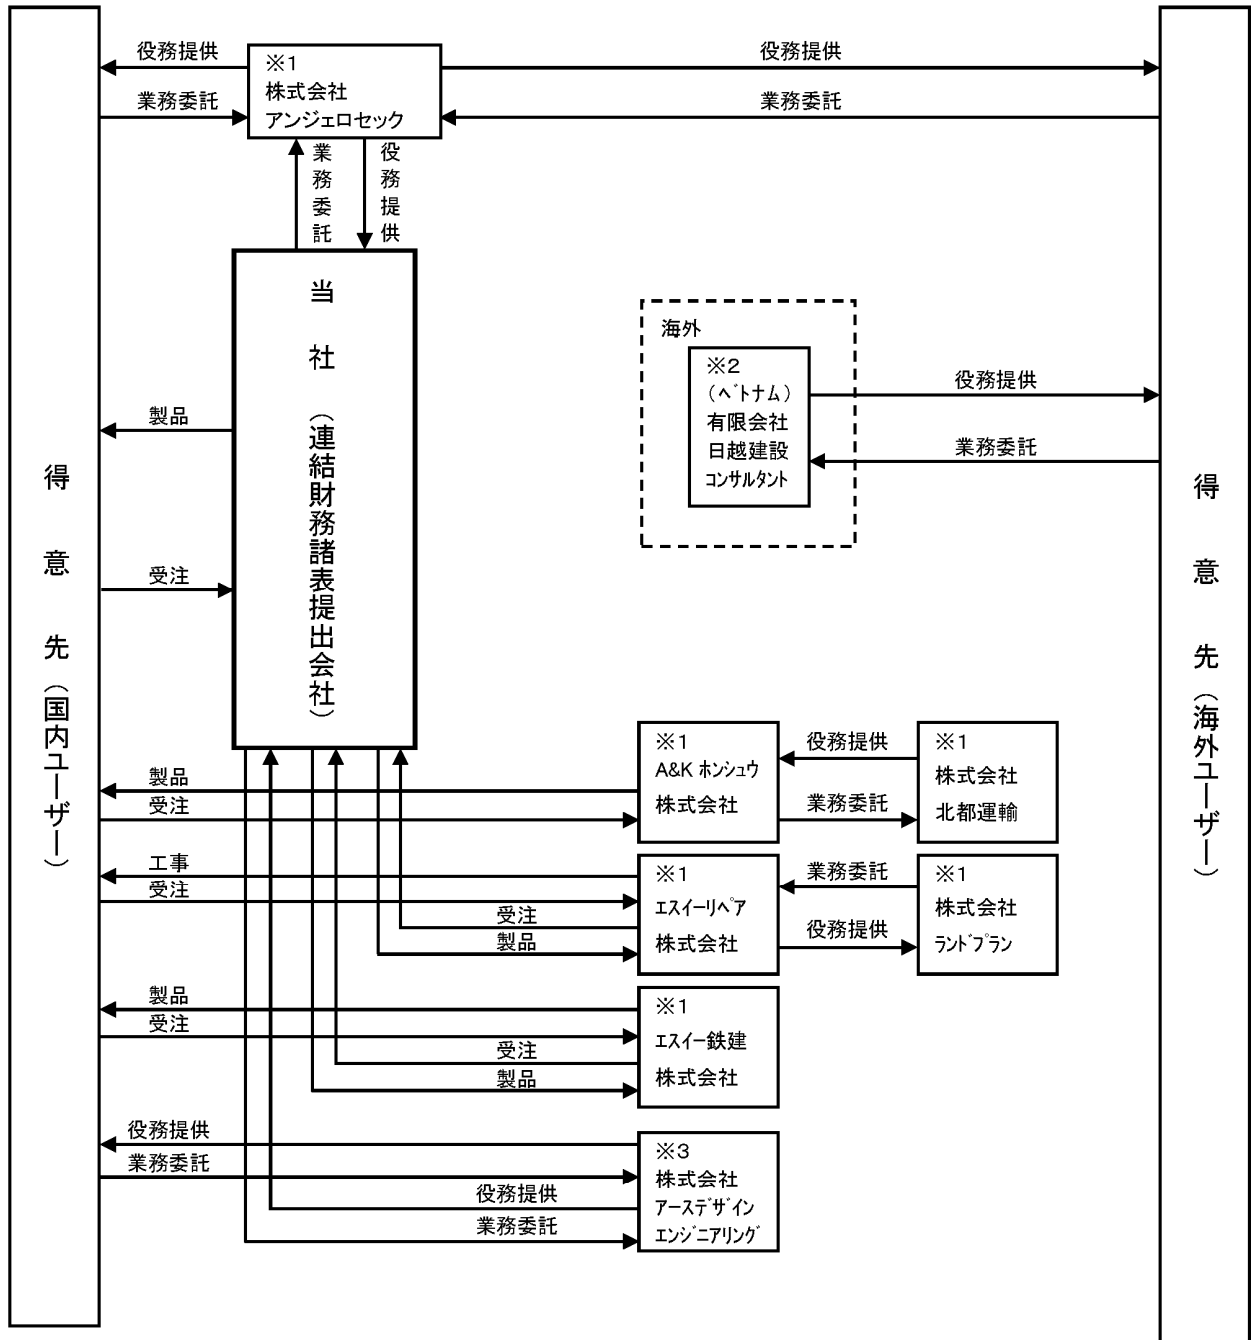 得意先（国内ユーザー）
役務提供
業務委託
※1
株式会社
アンジェロセック
役務提供
業務委託
業務委託
役務提供
当社（連結財務諸表提出会社）
製品
受注
海外
※2
（ベトナム）
有限会社
日越建設
コンサルタント
役務提供
業務委託
得意先（海外ユーザー）
製品
受注
※1
A&Kホンシュウ
株式会社
役務提供
業務委託
※1
株式会社
北都運輸
工事
受注
受注
製品
※1
エスイーリペア
株式会社
業務委託
役務提供
※1
株式会社
ランドプラン
製品
受注
受注
製品
※1
エスイー鉄建
株式会社
役務提供
業務委託
役務提供
業務委託
※3
株式会社
アースデザイン
エンジニアリング